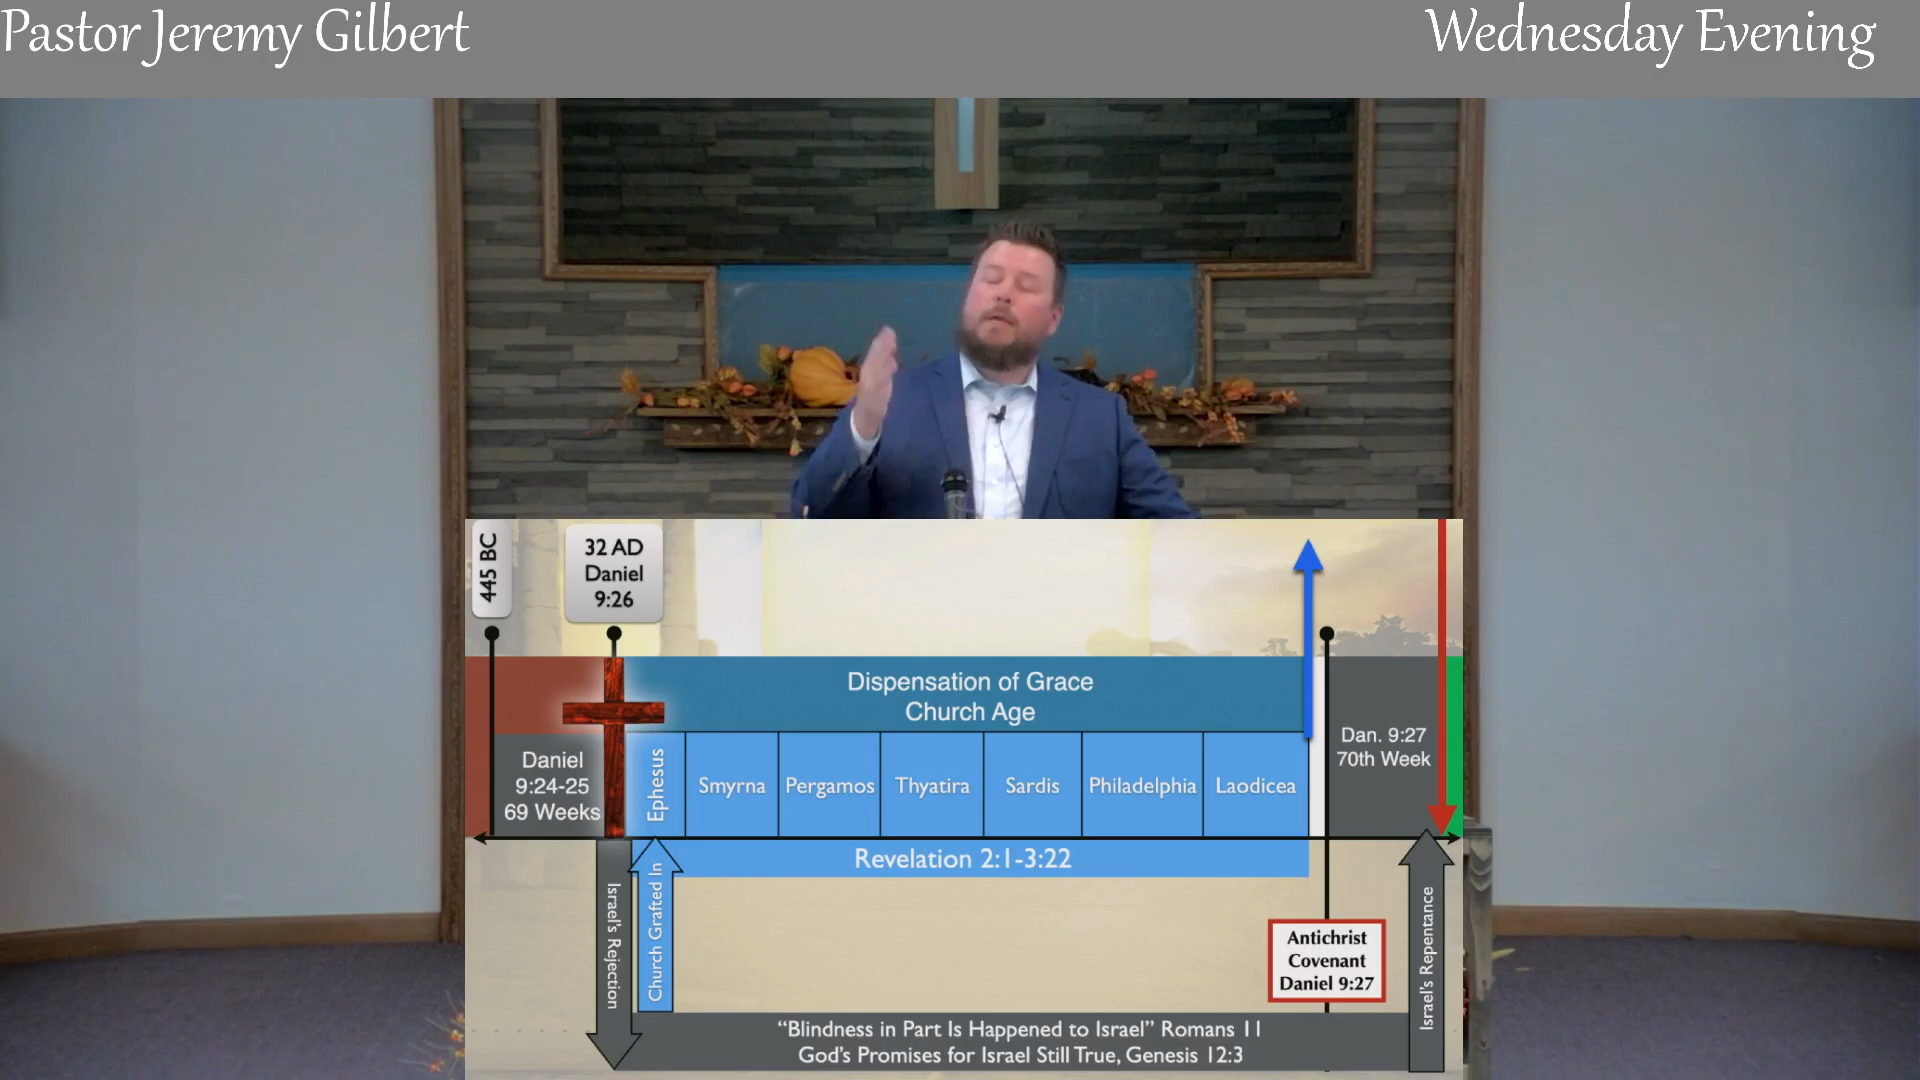 Pastor Jeremy Gilbert
Wednesday Evening
445 BC
32 AD
Daniel
9:26
Dispensation of Grace
Church Age
Daniel
9:24-25
69 Weeks
Ephesus
Smyrna
Pergamos
Thyatira
Sardis
Philadelphia
Laodicea
Dan. 9:27
70th Week
Revelation 2:1-3:22
Israel's Rejection
Church Grafted In
Antichrist
Covenant
Daniel 9:27
Israel's Repentance
“Blindness in Part Is Happened to Israel” Romans 11
God's Promises for Israel Still True, Genesis 12:3